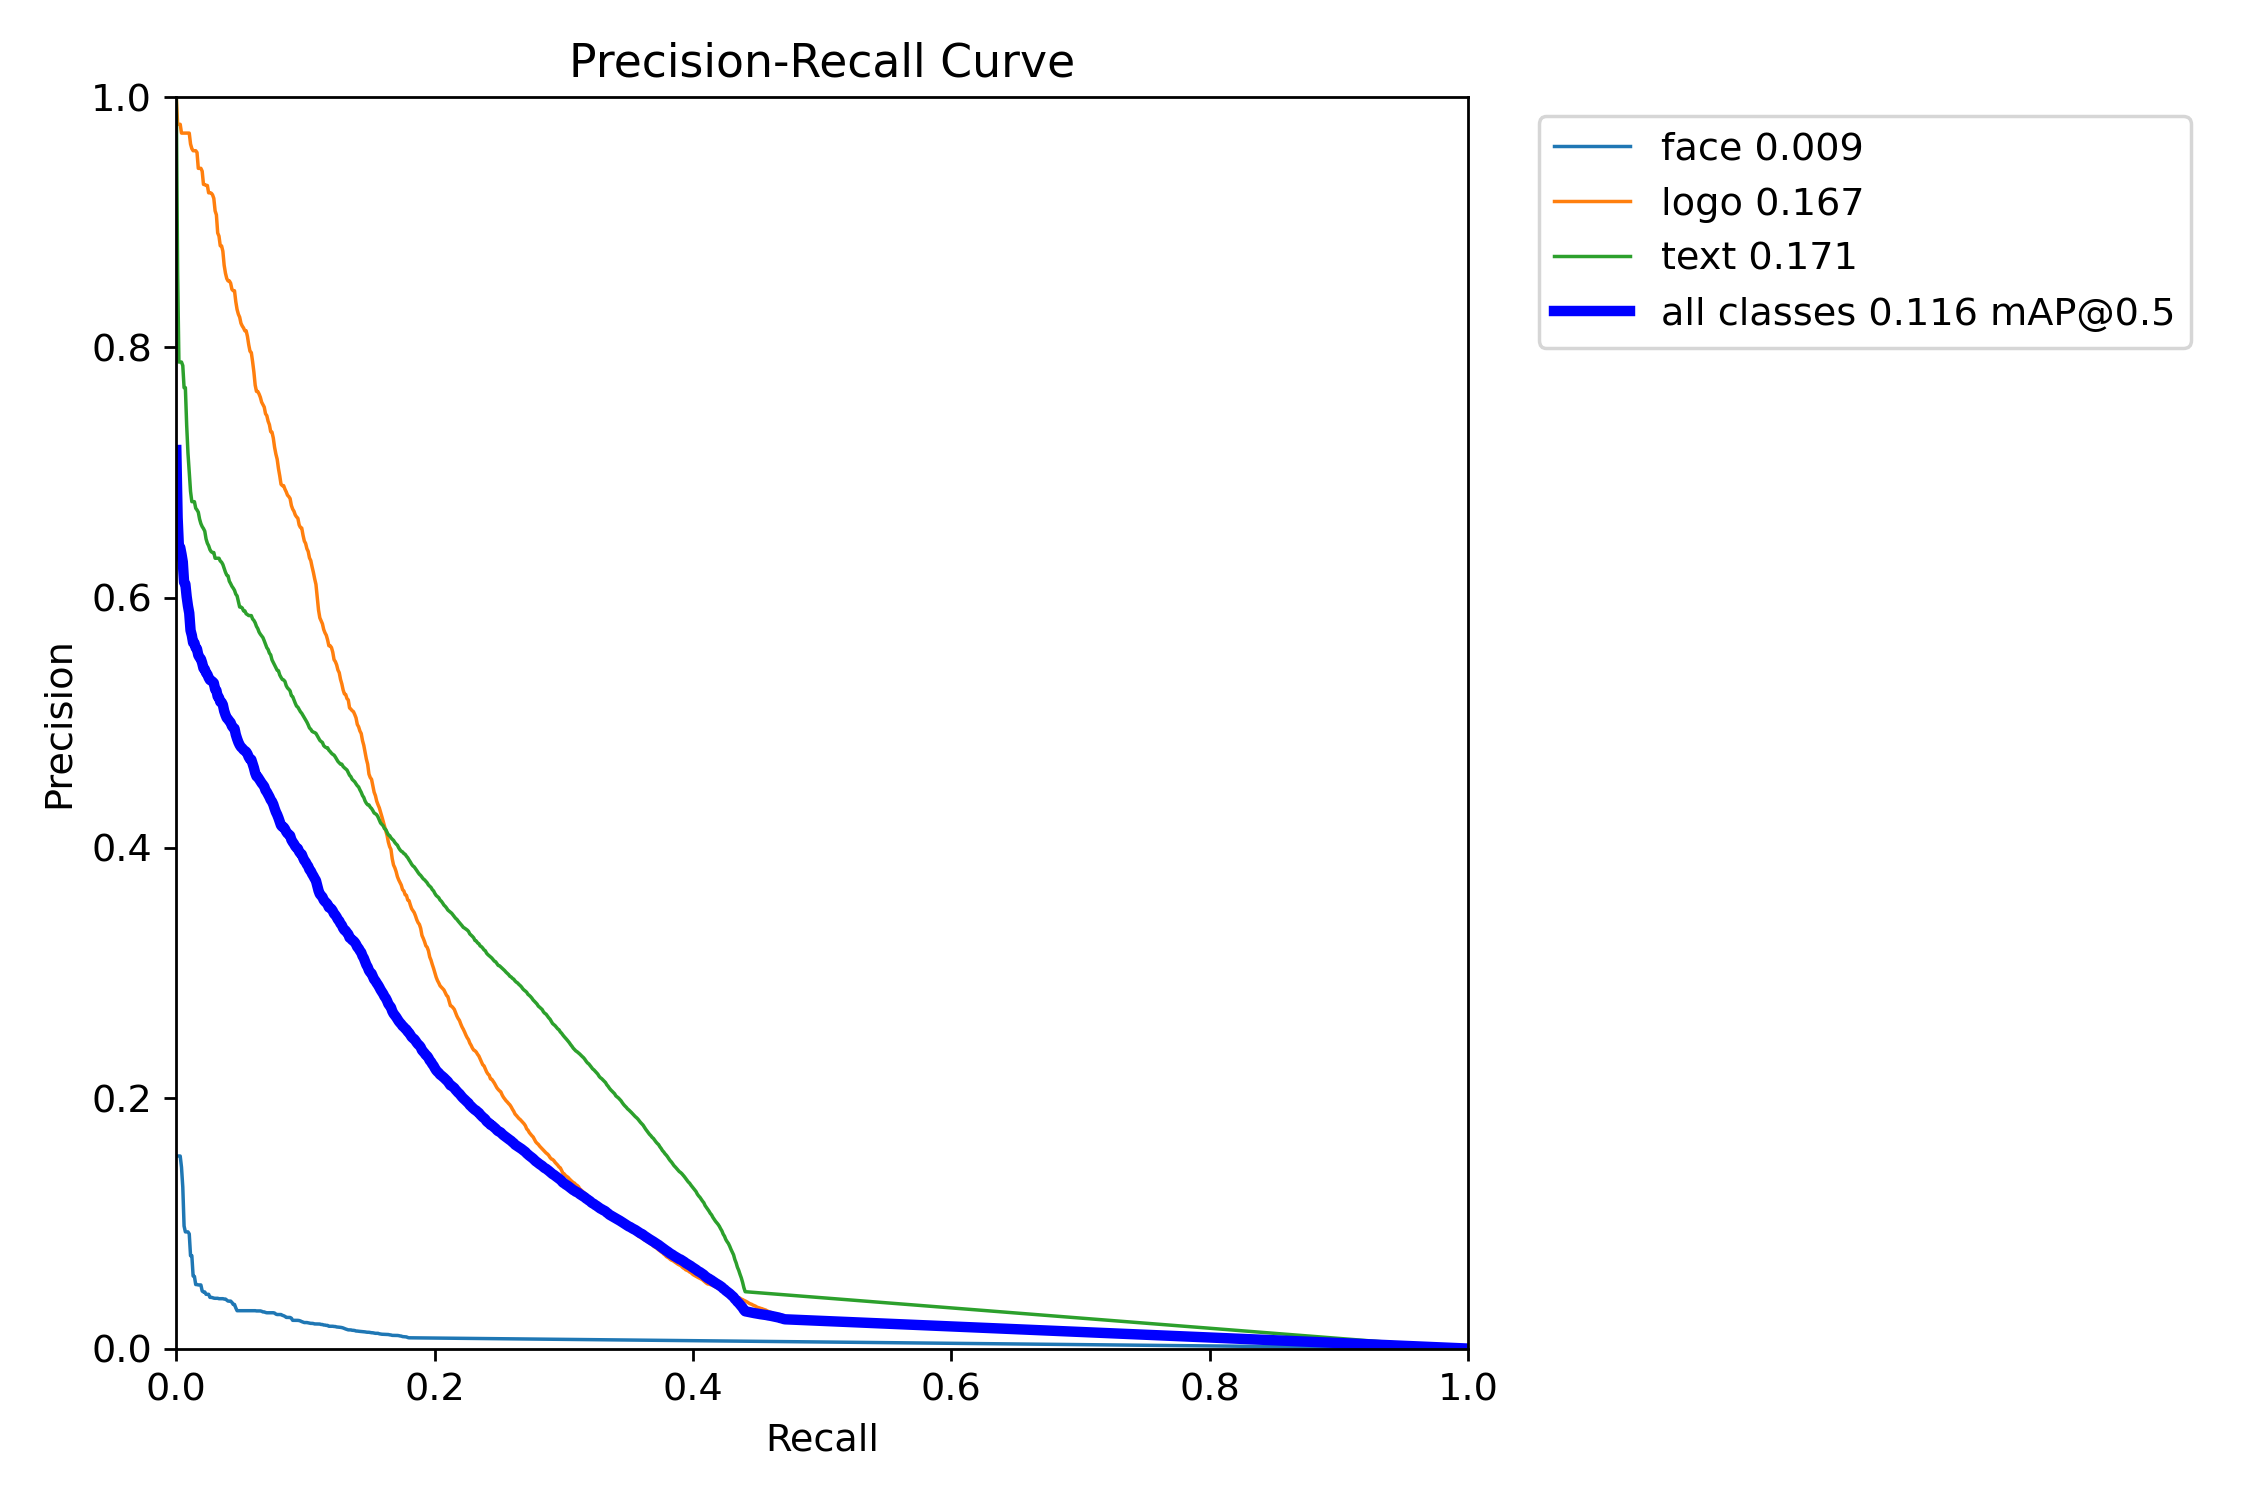 Precision-Recall Curve
1.0
0.8
0.6
0.4
0.2
0.0
Precision
0.0 0.2 0.4 0.6 0.8 1.0
Recall
face 0.009
logo 0.167
text 0.171
all classes 0.116 mAP@0.5